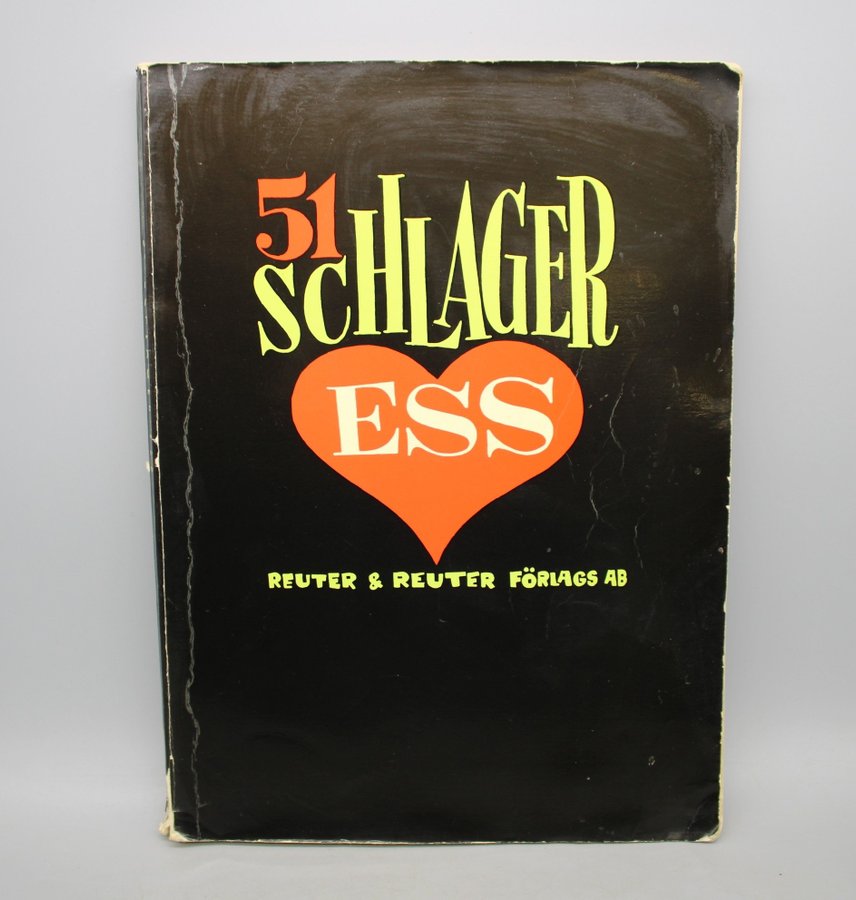 51
SCHLAGER
ESS
REUTER & REUTER FÖRLAGS AB